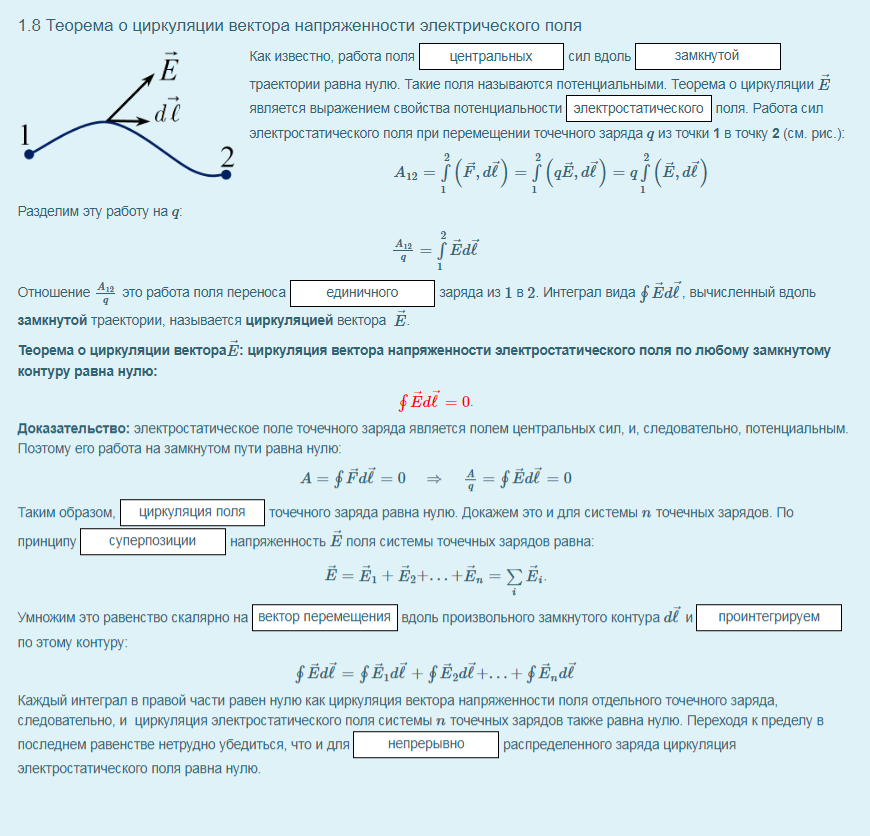 1.8 Теорема о циркуляции вектора напряженности электрического поля
Как известно, работа поля центральных сил вдоль замкнутой
траектории равна нулю. Такие поля называются потенциальными. Теорема о циркуляции $\vec{E}$
является выражением свойства потенциальности электростатического поля. Работа сил
электростатического поля при перемещении точечного заряда $q$ из точки 1 в точку 2 (см. рис.):
$\vec{E}$
$d\vec{\ell}$
1
2
$A_{12} = \int_1^2 (\vec{F}, d\vec{\ell}) = \int_1^2 (q\vec{E}, d\vec{\ell}) = q\int_1^2 (\vec{E}, d\vec{\ell})$
Разделим эту работу на $q$:
$\frac{A_{12}}{q} = \int_1^2 \vec{E}d\vec{\ell}$
Отношение $\frac{A_{12}}{q}$ это работа поля переноса единичного заряда из 1 в 2. Интеграл вида $\oint \vec{E}d\vec{\ell}$, вычисленный вдоль
замкнутой траектории, называется циркуляцией вектора $\vec{E}$.
Теорема о циркуляции вектора$\vec{E}$: циркуляция вектора напряженности электростатического поля по любому замкнутому
контуру равна нулю:
$\oint \vec{E}d\vec{\ell} = 0.$
Доказательство: электростатическое поле точечного заряда является полем центральных сил, и, следовательно, потенциальным.
Поэтому его работа на замкнутом пути равна нулю:
$A = \oint \vec{F}d\vec{\ell} = 0 \quad \Rightarrow \quad \frac{A}{q} = \oint \vec{E}d\vec{\ell} = 0$
Таким образом, циркуляция поля точечного заряда равна нулю. Докажем это и для системы $n$ точечных зарядов. По
принципу суперпозиции напряженность $\vec{E}$ поля системы точечных зарядов равна:
$\vec{E} = \vec{E}_1 + \vec{E}_2 + \ldots + \vec{E}_n = \sum_i \vec{E}_i.$
Умножим это равенство скалярно на вектор перемещения вдоль произвольного замкнутого контура $d\vec{\ell}$ и проинтегрируем
по этому контуру:
$\oint \vec{E}d\vec{\ell} = \oint \vec{E}_1 d\vec{\ell} + \oint \vec{E}_2 d\vec{\ell} + \ldots + \oint \vec{E}_n d\vec{\ell}$
Каждый интеграл в правой части равен нулю как циркуляция вектора напряженности поля отдельного точечного заряда,
следовательно, и циркуляция электростатического поля системы $n$ точечных зарядов также равна нулю. Переходя к пределу в
последнем равенстве нетрудно убедиться, что и для непрерывно распределенного заряда циркуляция
электростатического поля равна нулю.